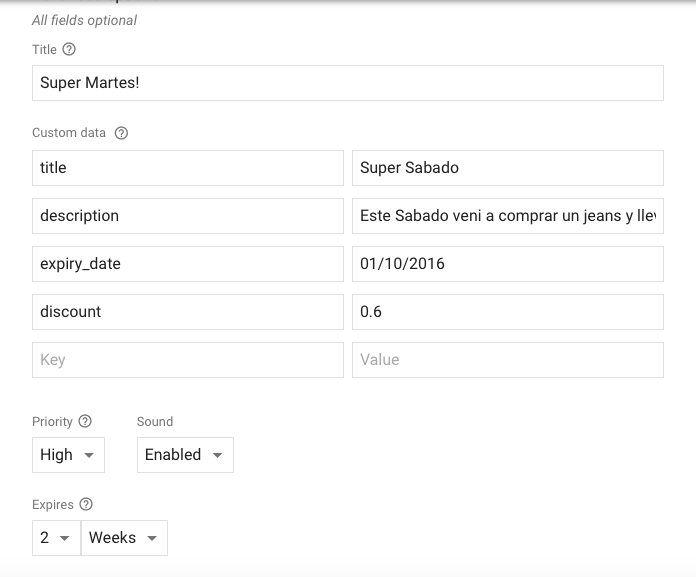 All fields optional
Title
Super Martes!
Custom data
title Super Sabado
description Este Sabado veni a comprar un jeans y
expiry_date 01/10/2016
discount 0.6
Key Value
Priority Sound
High Enabled
Expires
2 Weeks